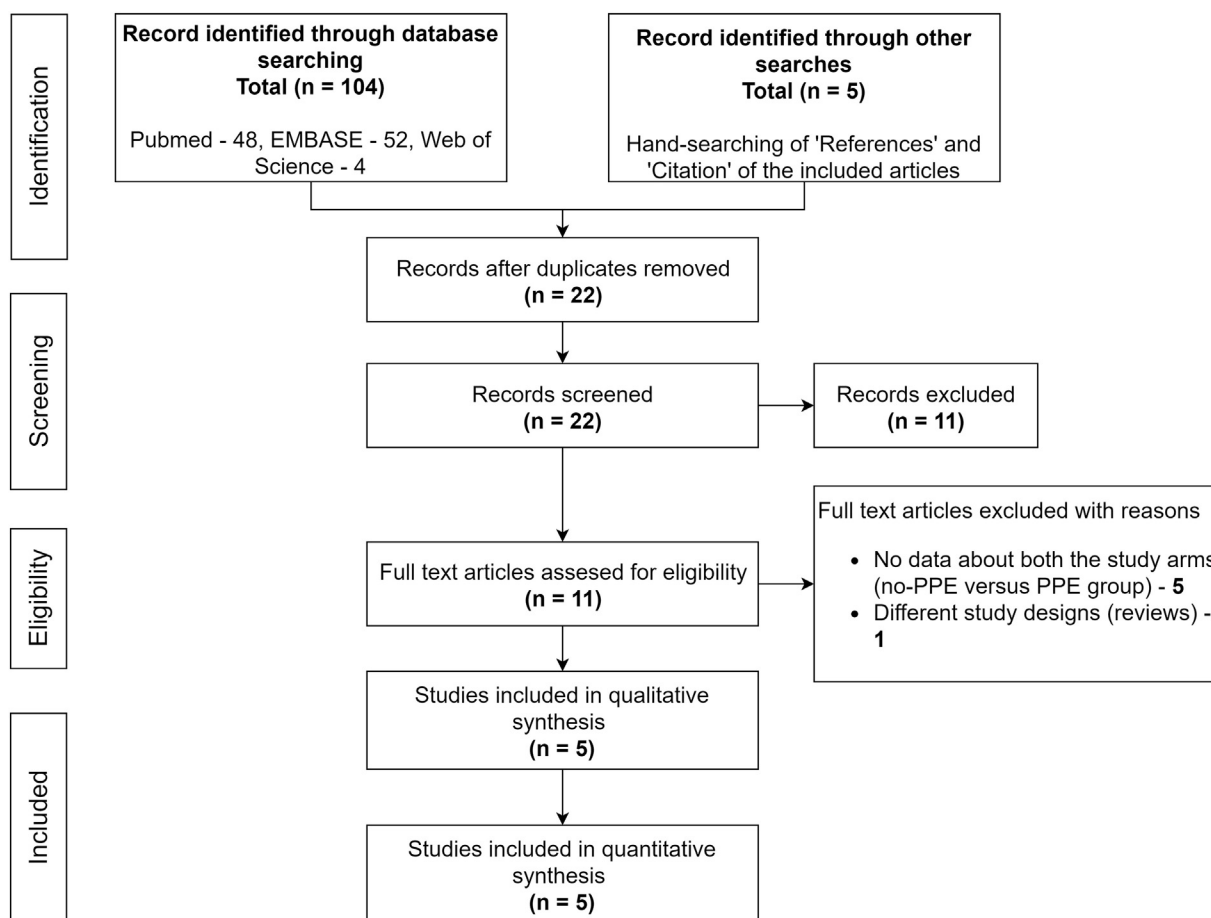 Identification
Record identified through database
searching
Total (n = 104)
Pubmed - 48, EMBASE - 52, Web of
Science - 4
Record identified through other
searches
Total (n = 5)
Hand-searching of 'References' and
'Citation' of the included articles
Records after duplicates removed
(n = 22)
Screening
Records screened
(n = 22)
Records excluded
(n = 11)
Eligibility
Full text articles assesed for eligibility
(n = 11)
Full text articles excluded with reasons
• No data about both the study arms
(no-PPE versus PPE group) - 5
• Different study designs (reviews) -
1
Studies included in qualitative
synthesis
(n = 5)
Included
Studies included in quantitative
synthesis
(n = 5)